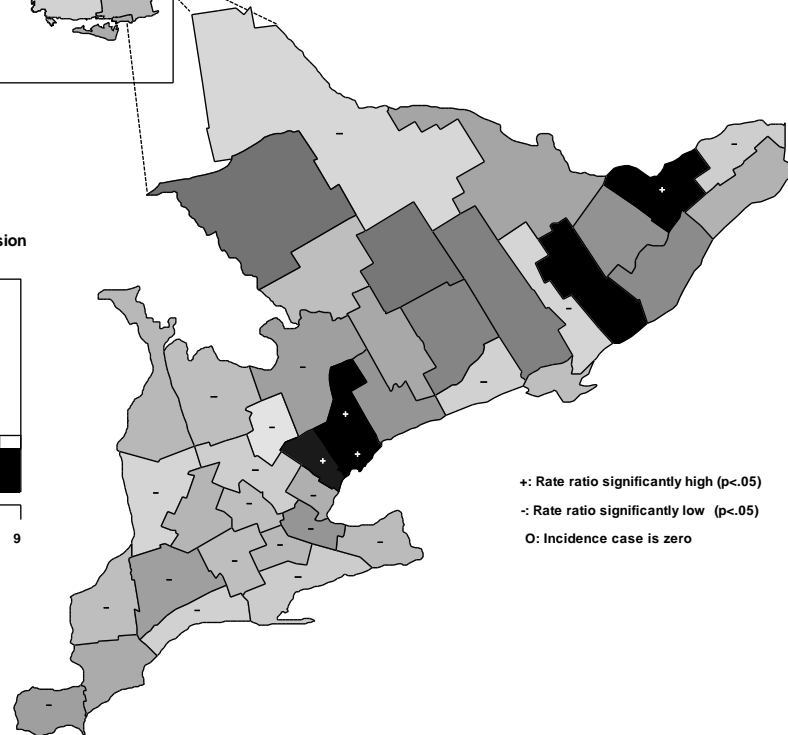 sion
9
+: Rate ratio significantly high (p<.05)
-: Rate ratio significantly low (p<.05)
O: Incidence case is zero